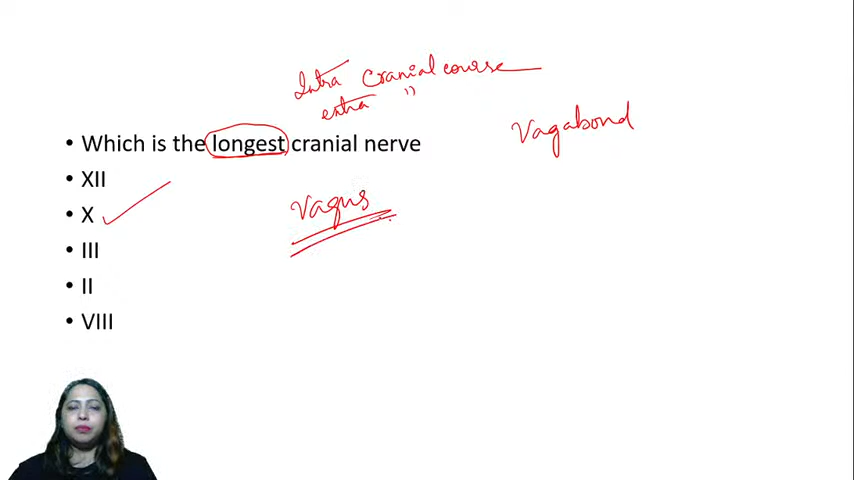 Intra Cranial course
extra "
Vagabond
• Which is the longest cranial nerve
• XII
• X
Vagus
• III
• II
• VIII